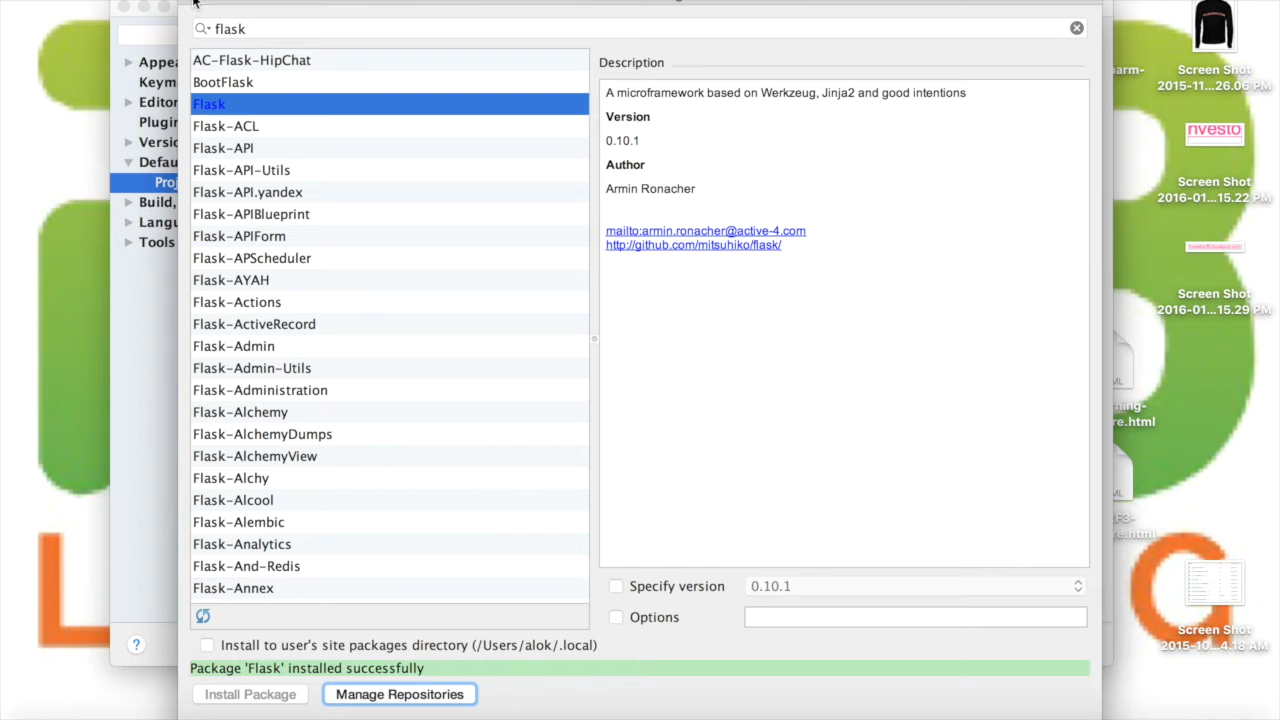 flask
AC-Flask-HipChat
BootFlask
Flask
Flask-ACL
Flask-API
Flask-API-Utils
Flask-API.yandex
Flask-APIBlueprint
Flask-APIForm
Flask-APScheduler
Flask-AYAH
Flask-Actions
Flask-ActiveRecord
Flask-Admin
Flask-Admin-Utils
Flask-Administration
Flask-Alchemy
Flask-AlchemyDumps
Flask-AlchemyView
Flask-Alchy
Flask-Alcool
Flask-Alembic
Flask-Analytics
Flask-And-Redis
Flask-Annex
Description
A microframework based on Werkzeug, Jinja2 and good intentions
Version
0.10.1
Author
Armin Ronacher
mailto:armin.ronacher@active-4.com
http://github.com/mitsuhiko/flask/
Specify version
0.10.1
Options
Install to user's site packages directory (/Users/alok/.local)
Package 'Flask' installed successfully
Install Package
Manage Repositories
Appea
Keym
Editor
Plugin
Versio
Defau
Proj
Build,
Langu
Tools
?
Screen Shot
2015-11...26.06 PM
nvesto
Screen Shot
2016-01...15.22 PM
Screen Shot
2016-01...15.29 PM
Screen Shot
2015-10...4.18 AM